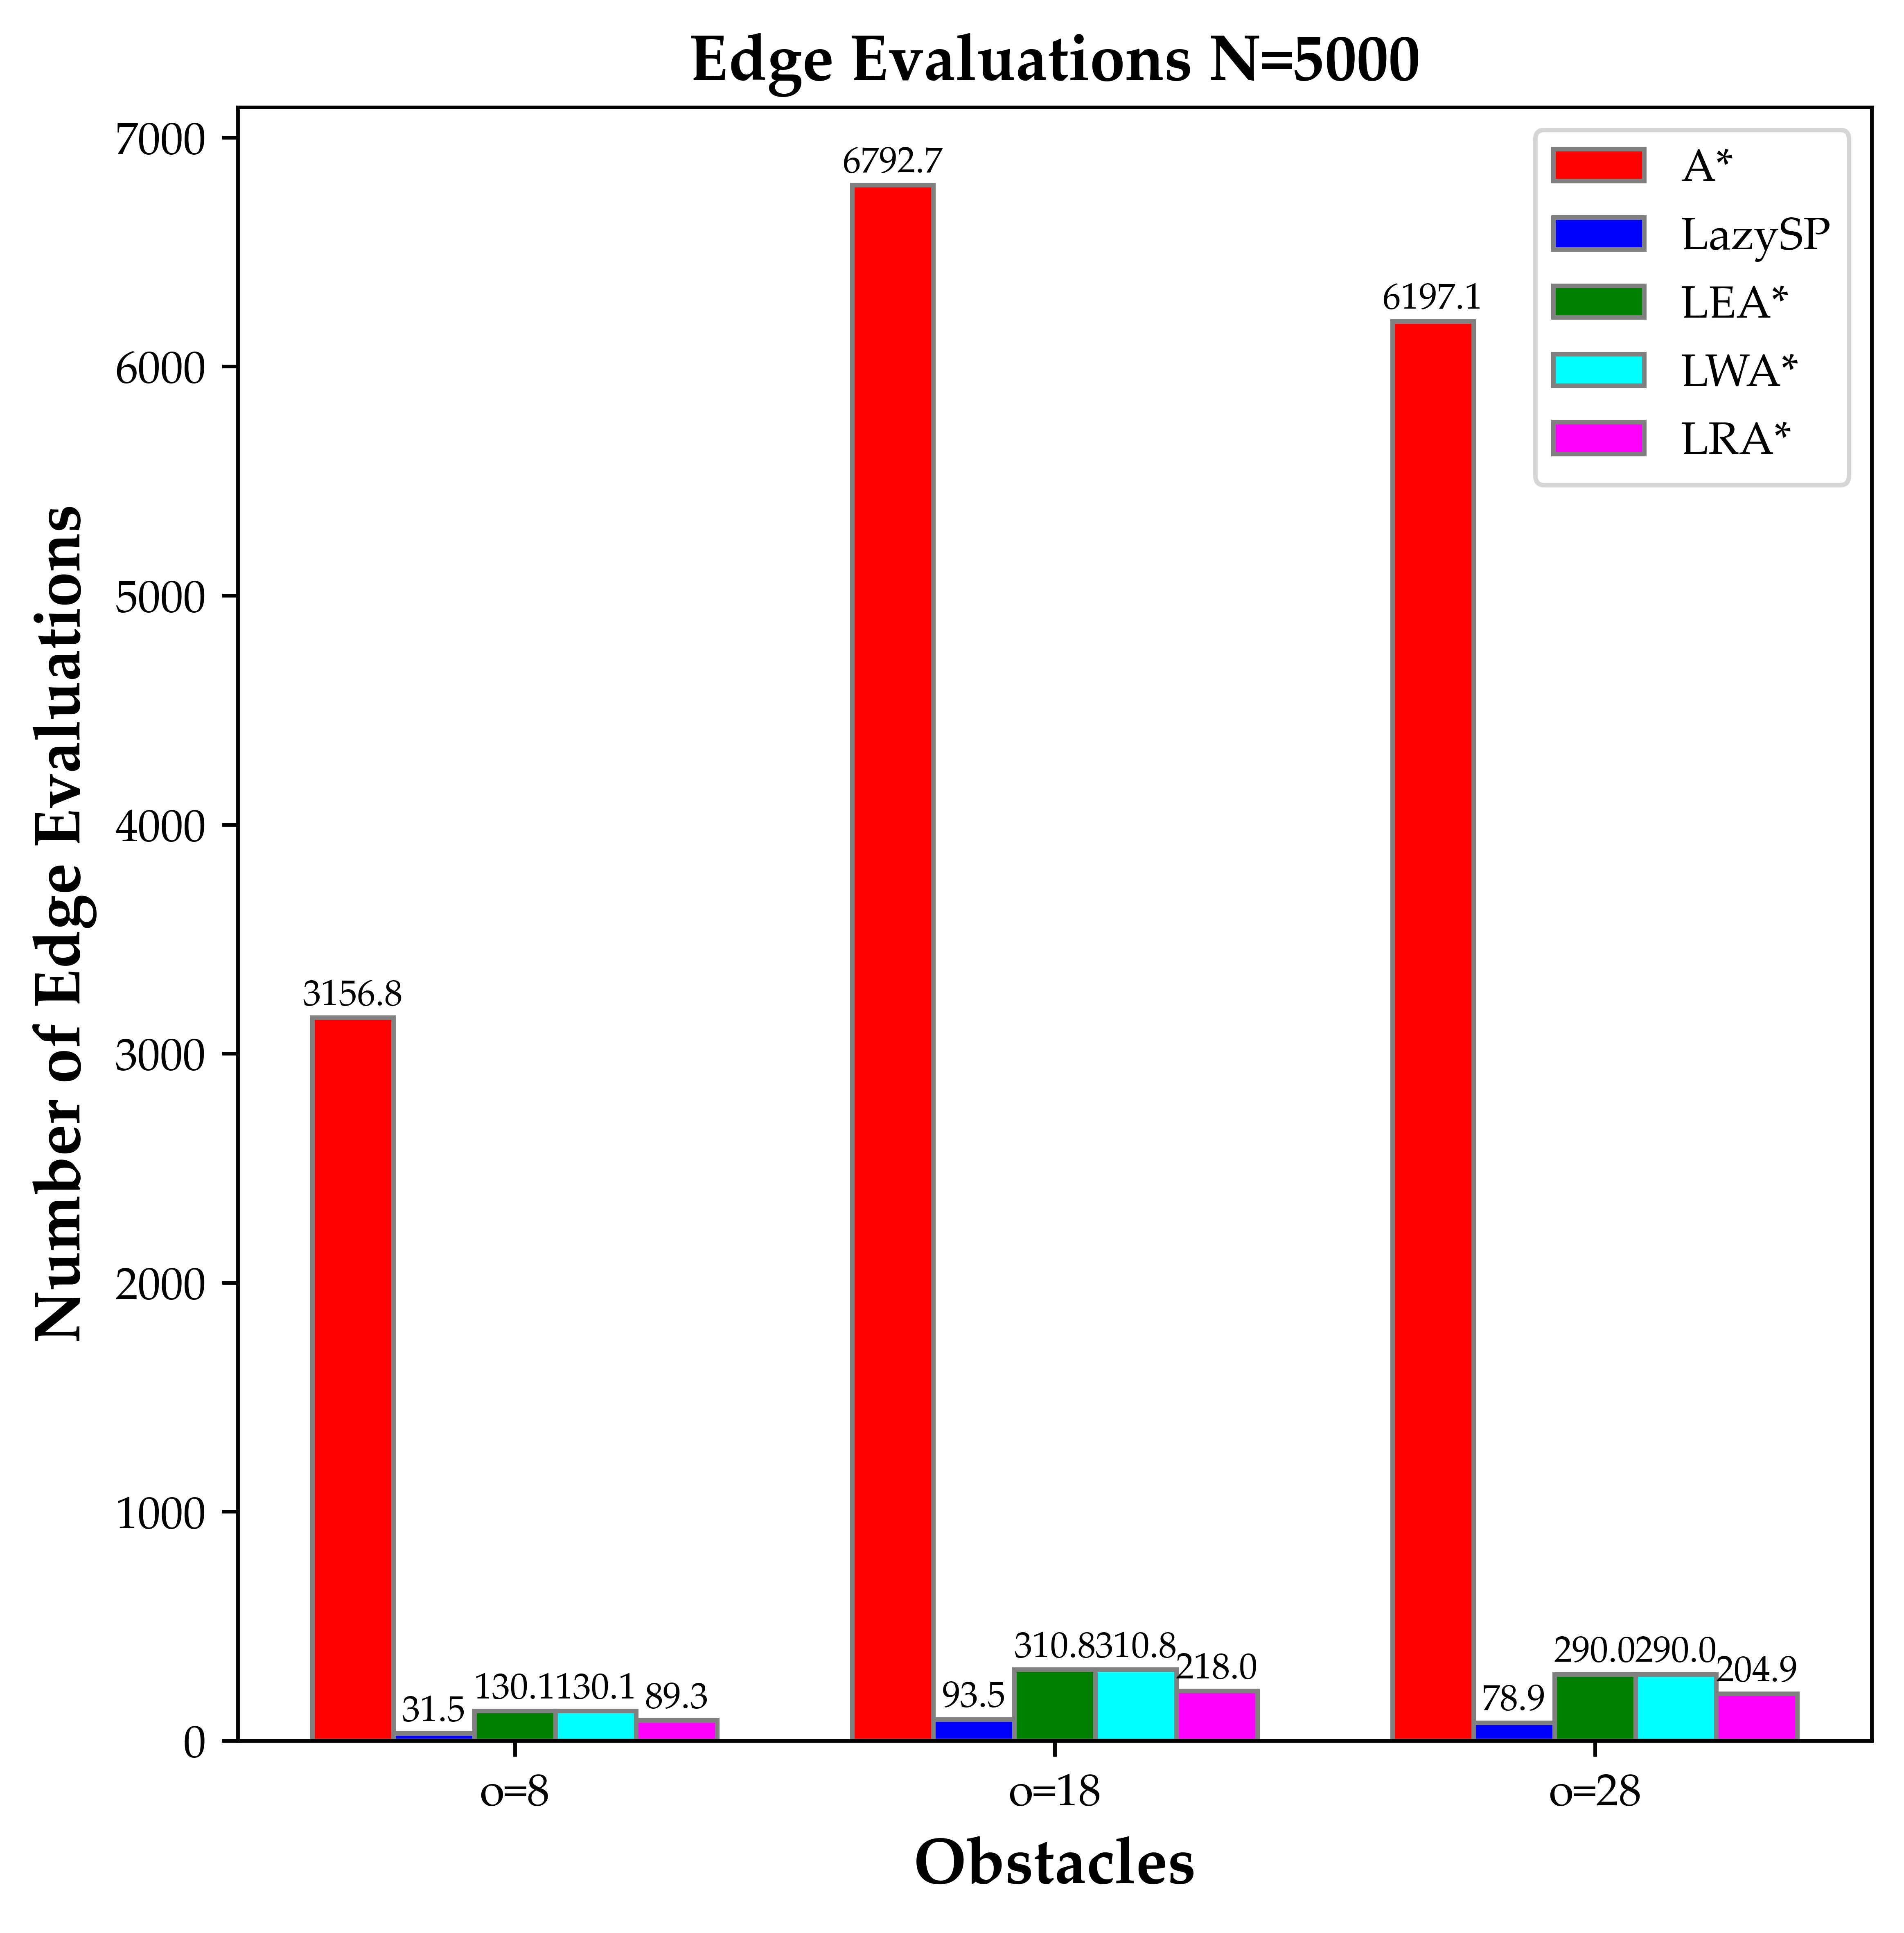 Edge Evaluations N=5000
Number of Edge Evaluations
7000
6000
5000
4000
3000
2000
1000
0
A*
LazySP
LEA*
LWA*
LRA*
3156.8
31.5
130.1
130.1
89.3
6792.7
93.5
310.8
310.8
218.0
6197.1
78.9
290.0
290.0
204.9
o=8
o=18
o=28
Obstacles